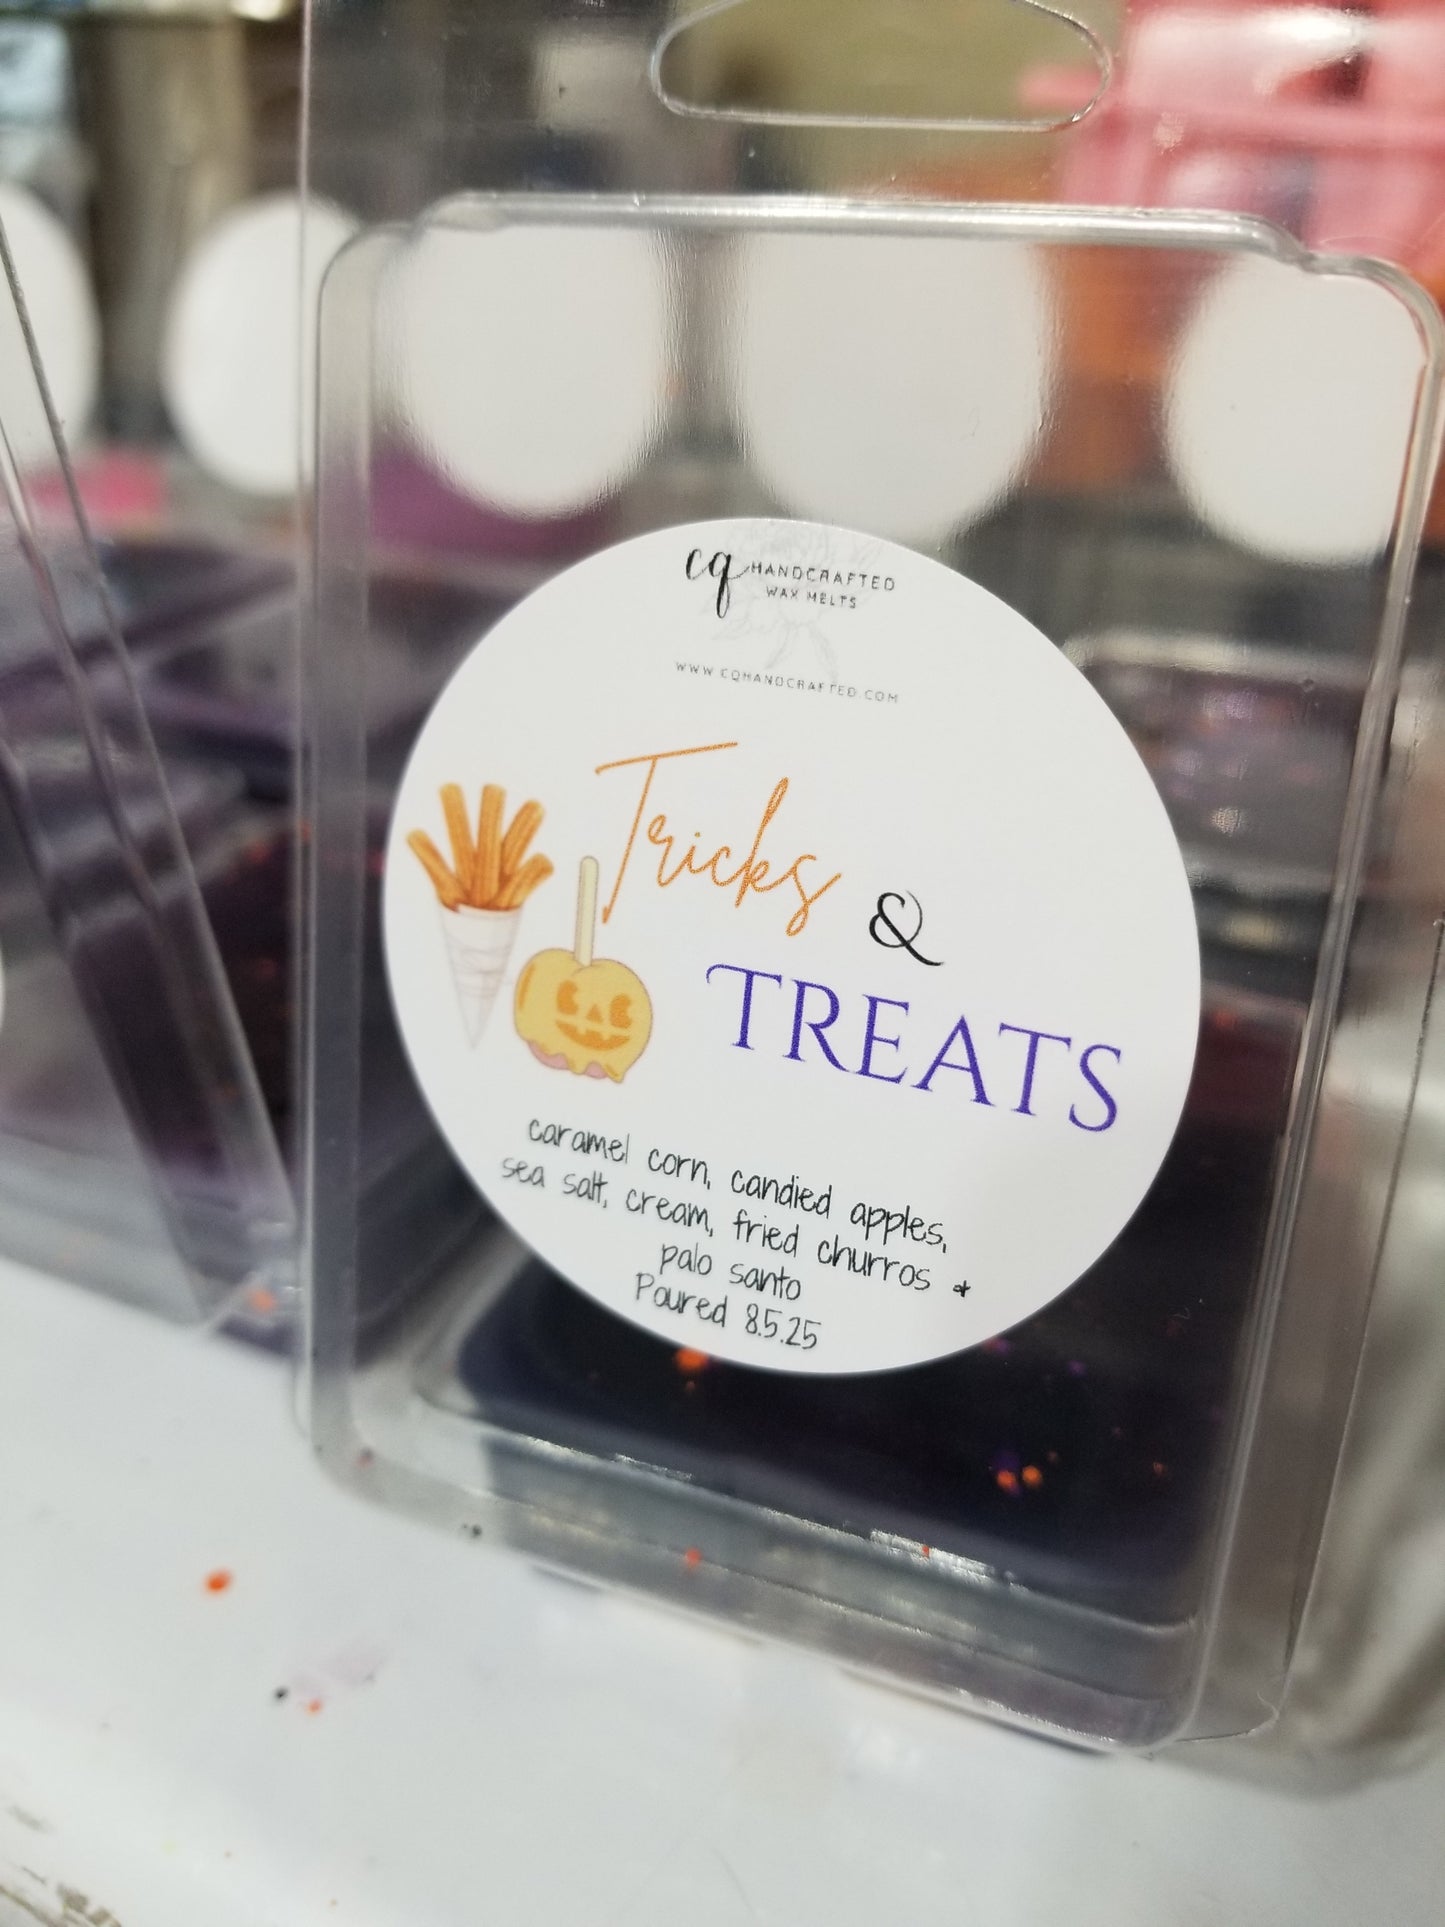 cq HANDCRAFTED
WAX MELTS
WWW.CQHANDCRAFTED.COM
Tricks &
TREATS
caramel corn, candied apples,
sea salt, cream, fried churros &
palo santo
Poured 8.5.25